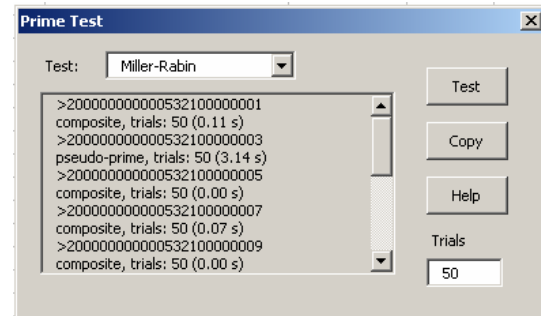 Prime Test
Test: Miller-Rabin
Test
>2000000000000532100000001
composite, trials: 50 (0.11 s)
>2000000000000532100000003
pseudo-prime, trials: 50 (3.14 s)
Copy
>2000000000000532100000005
composite, trials: 50 (0.00 s)
Help
>2000000000000532100000007
composite, trials: 50 (0.07 s)
>2000000000000532100000009
composite, trials: 50 (0.00 s)
Trials
50